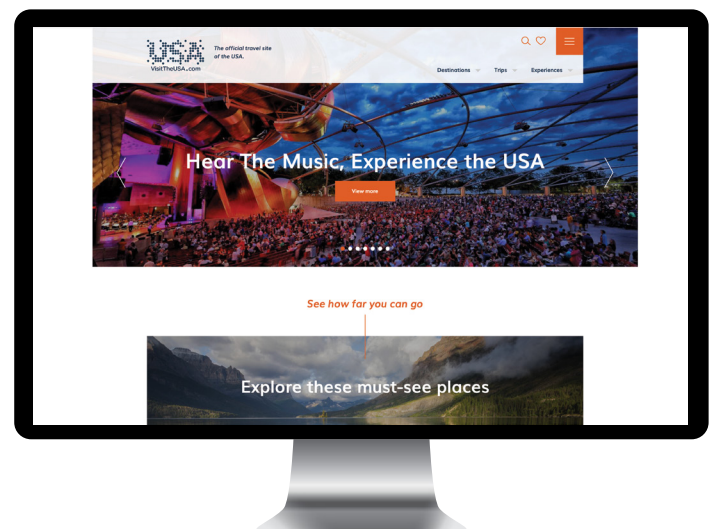 USA
VisitTheUSA.com
The official travel site
of the USA.
Destinations
Trips
Experiences
Hear The Music, Experience the USA
View more
See how far you can go
Explore these must-see places